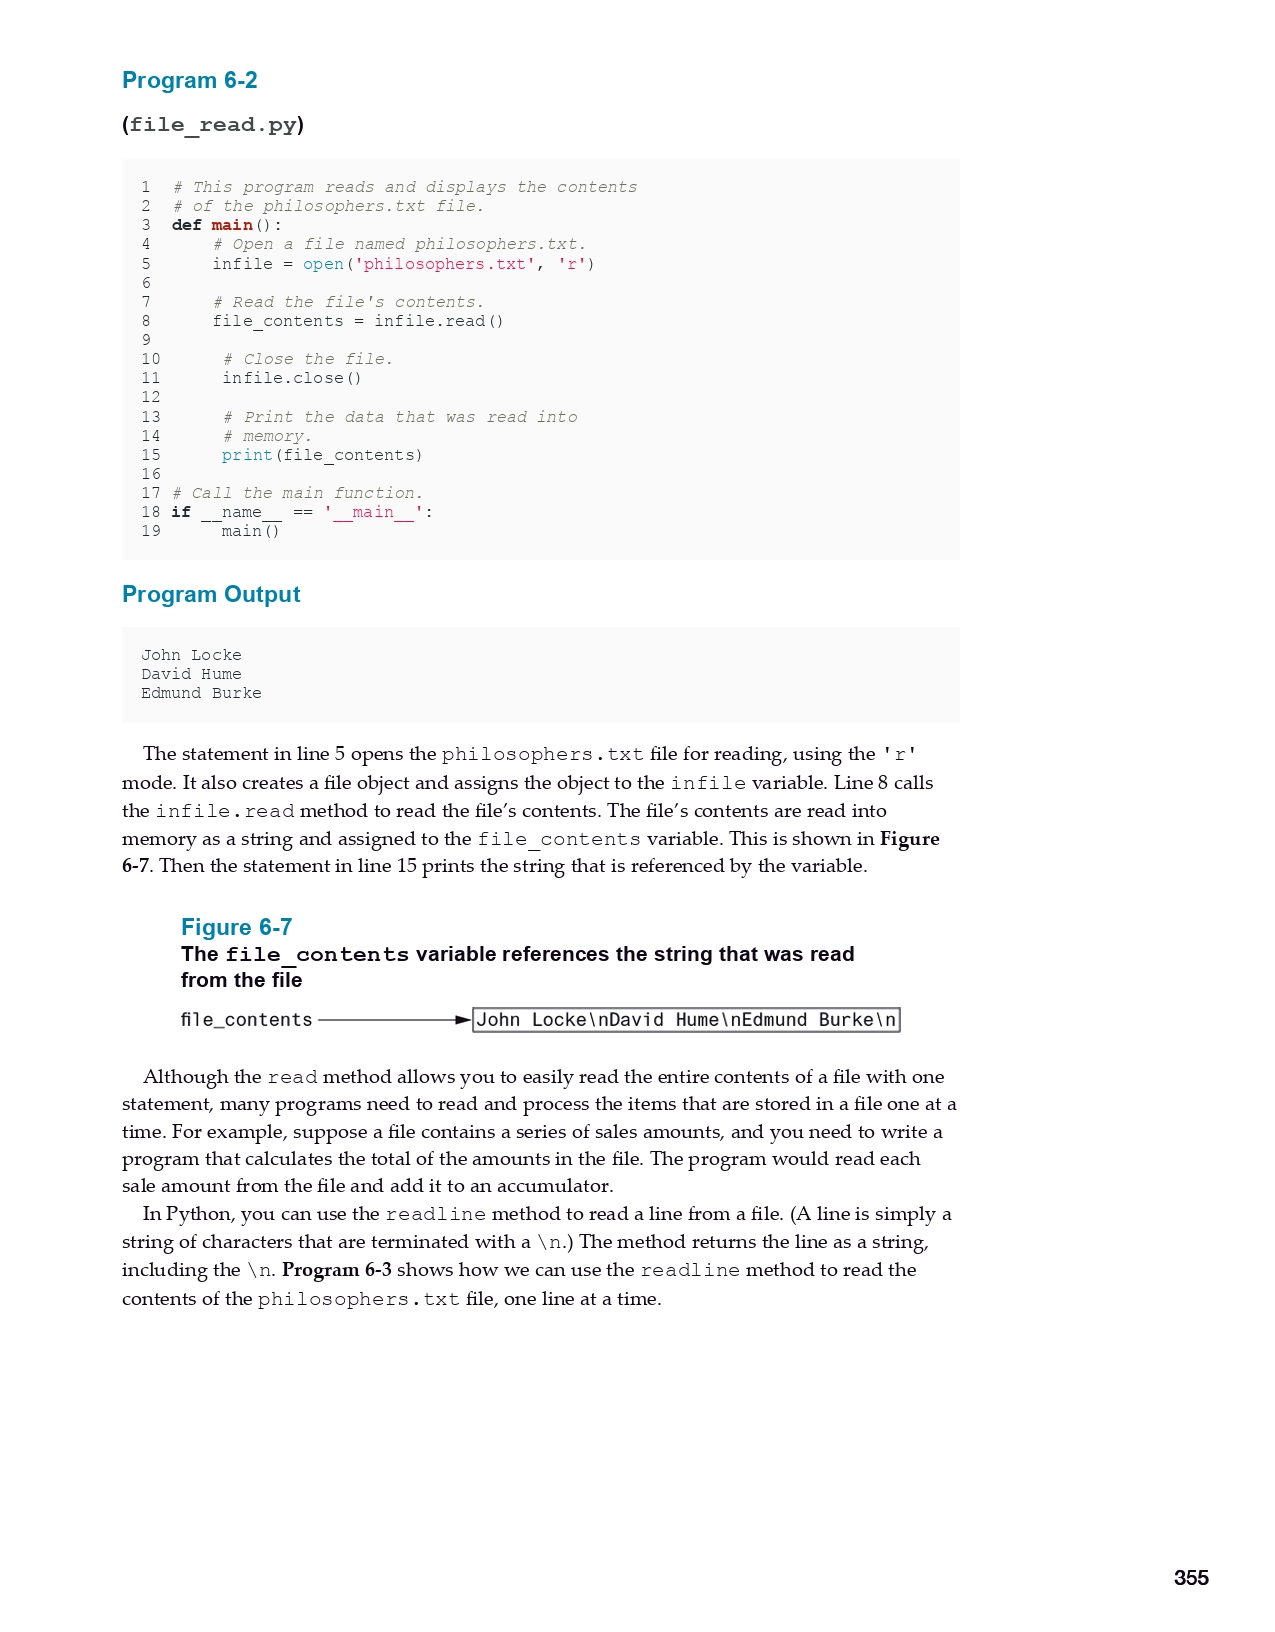 Program 6-2
(file_read.py)
1 # This program reads and displays the contents
2 # of the philosophers.txt file.
3 def main():
4     # Open a file named philosophers.txt.
5     infile = open('philosophers.txt', 'r')
6
7     # Read the file's contents.
8     file_contents = infile.read()
9
10     # Close the file.
11     infile.close()
12
13     # Print the data that was read into
14     # memory.
15     print(file_contents)
16
17 # Call the main function.
18 if __name__ == '__main__':
19     main()
Program Output
John Locke
David Hume
Edmund Burke
The statement in line 5 opens the philosophers.txt file for reading, using the 'r'
mode. It also creates a file object and assigns the object to the infile variable. Line 8 calls
the infile.read method to read the file’s contents. The file’s contents are read into
memory as a string and assigned to the file_contents variable. This is shown in Figure
6-7. Then the statement in line 15 prints the string that is referenced by the variable.
Figure 6-7
The file_contents variable references the string that was read
from the file
file_contents John Locke\nDavid Hume\nEdmund Burke\n
Although the read method allows you to easily read the entire contents of a file with one
statement, many programs need to read and process the items that are stored in a file one at a
time. For example, suppose a file contains a series of sales amounts, and you need to write a
program that calculates the total of the amounts in the file. The program would read each
sale amount from the file and add it to an accumulator.
In Python, you can use the readline method to read a line from a file. (A line is simply a
string of characters that are terminated with a \n.) The method returns the line as a string,
including the \n. Program 6-3 shows how we can use the readline method to read the
contents of the philosophers.txt file, one line at a time.
355